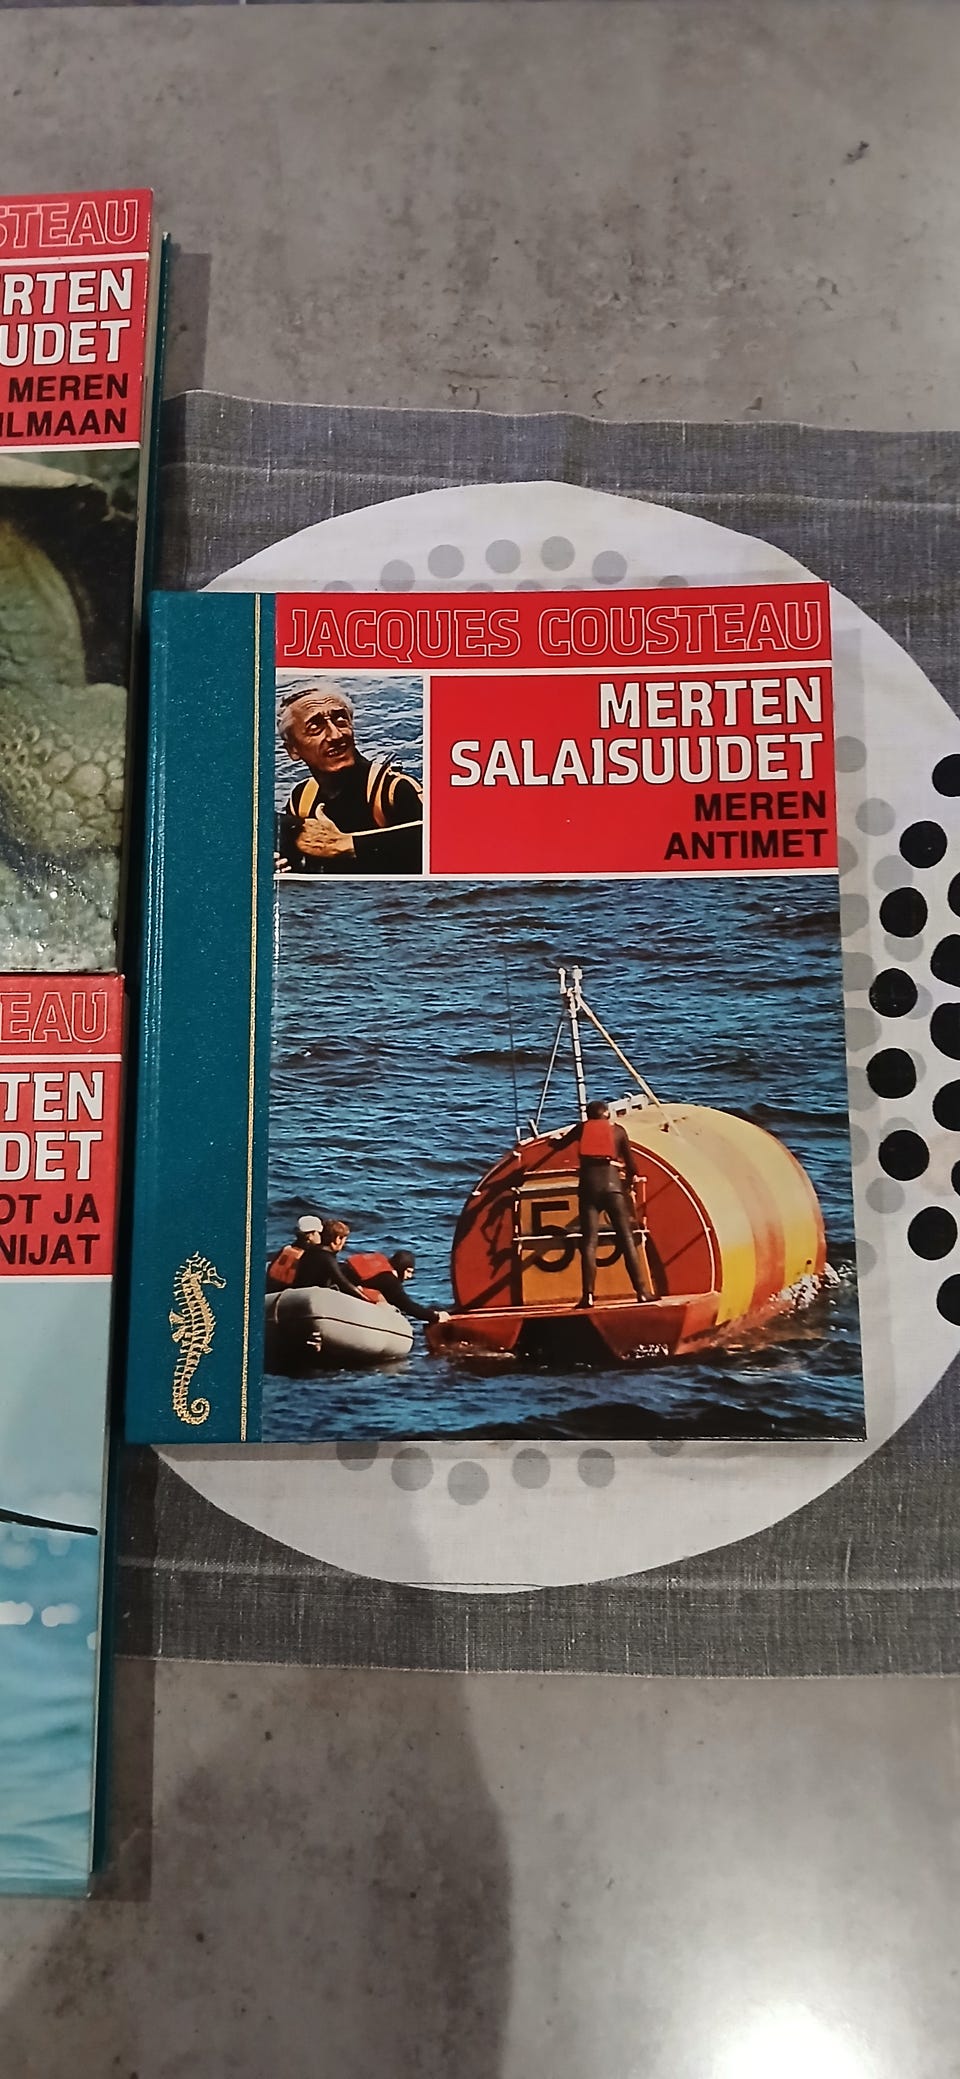 STEAU
RTEN
UDET
MEREN
ILMAAN
JACQUES COUSTEAU
MERTEN
SALAISUUDET
MEREN
ANTIMET
EAU
TEN
DET
OT JA
NIJAT